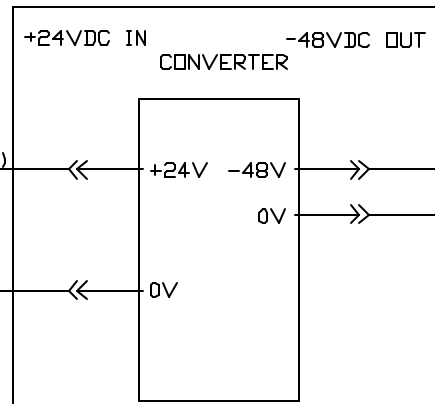 +24VDC IN
-48VDC OUT
CONVERTER
+24V
-48V
0V
0V
)